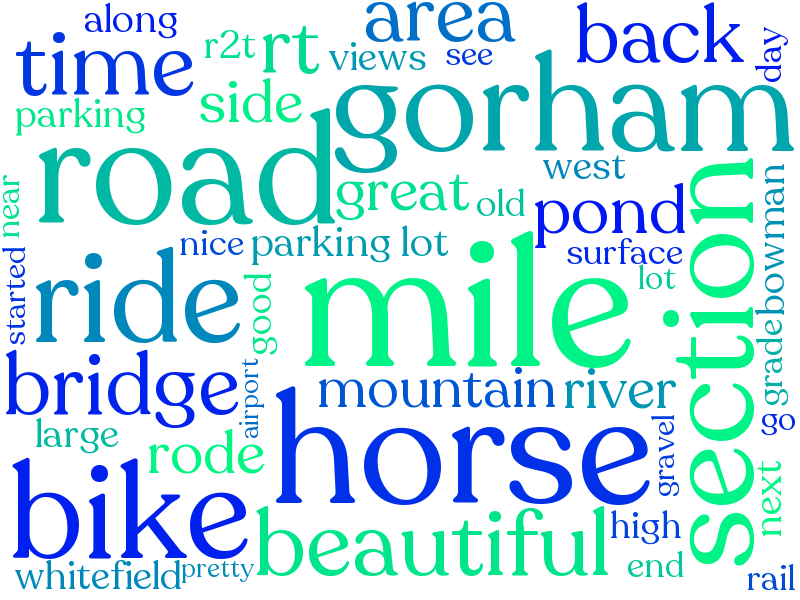 along
area
back
day
time
r2t
rt
views
see
parking
side
gorham
road
west
near
great
old
pond
section
bowman
nice
parking lot
surface
started
ride
good
mile
lot
grade
bridge
airport
mountain
river
go
large
rode
horse
gravel
next
bike
beautiful
high
whitefield
pretty
end
rail